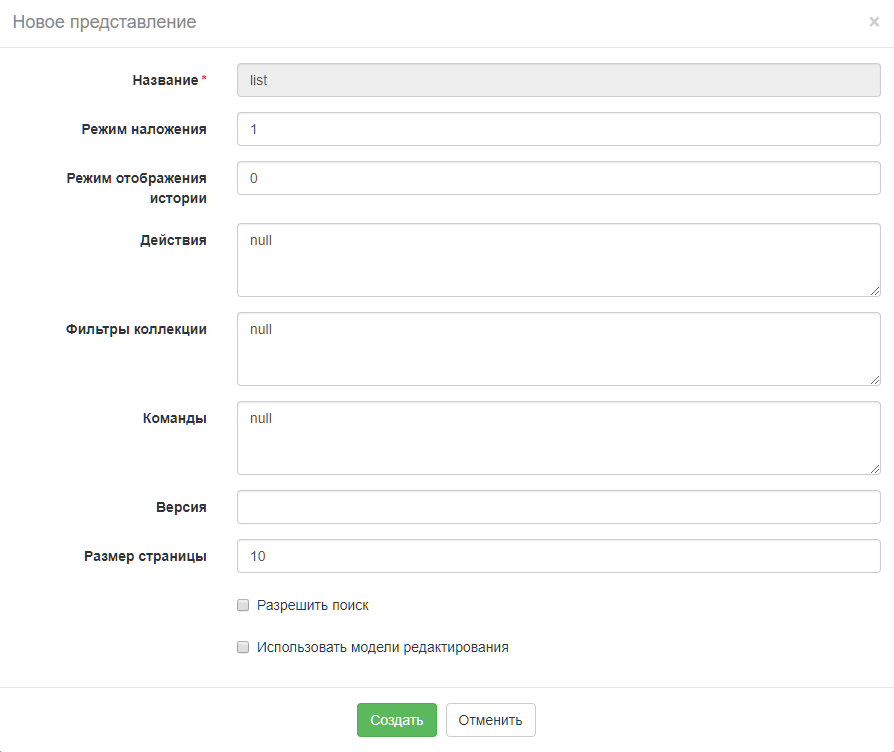 Новое представление ×
Название * list
Режим наложения 1
Режим отображения 0
истории
Действия null
Фильтры коллекции null
Команды null
Версия
Размер страницы 10
Разрешить поиск
Использовать модели редактирования
Создать Отменить